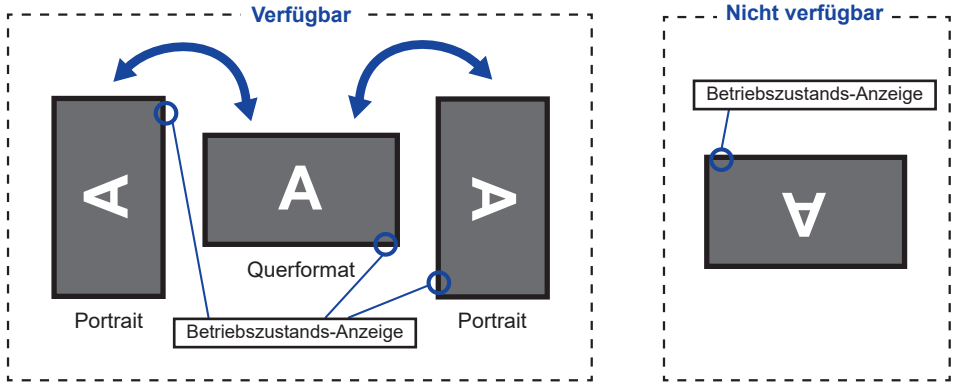 Verfügbar
Nicht verfügbar
Betriebszustands-Anzeige
A
A
A
A
Querformat
Portrait
Betriebszustands-Anzeige
Portrait